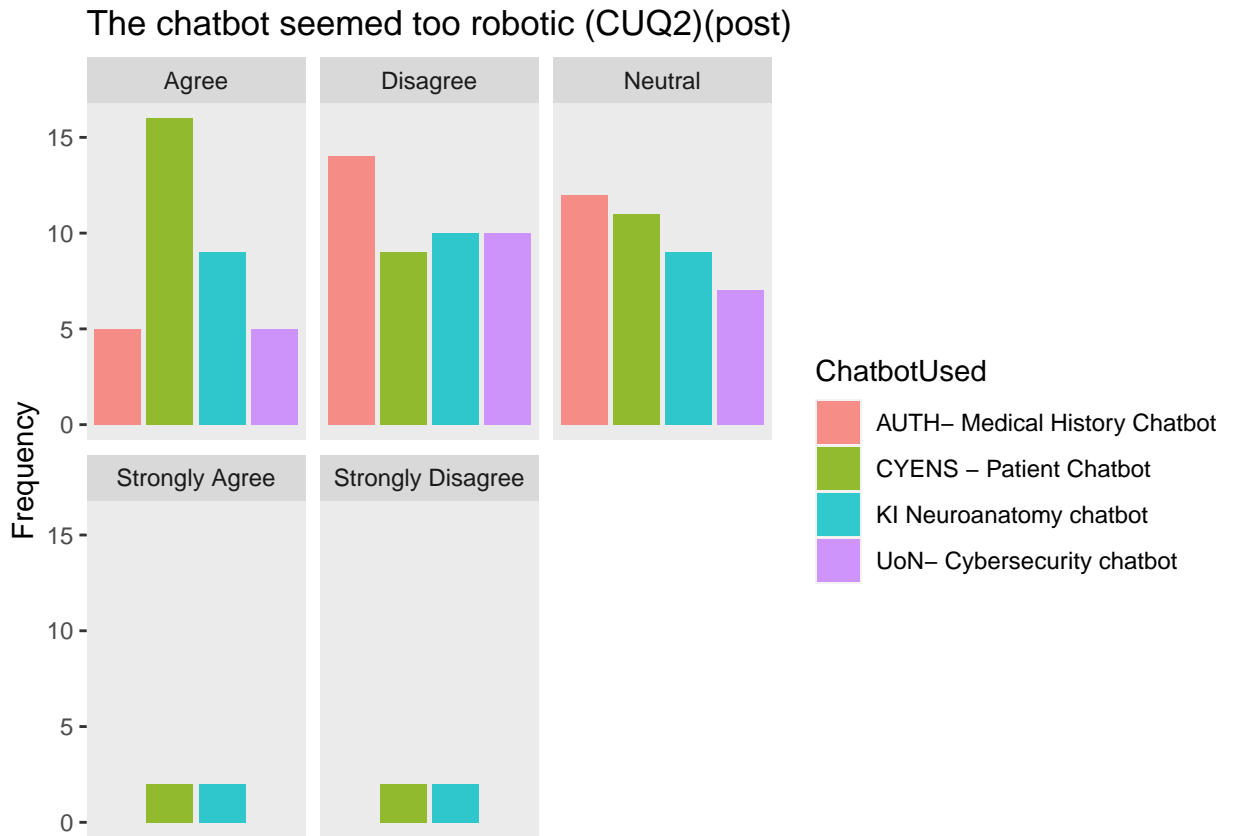 The chatbot seemed too robotic (CUQ2)(post)
Agree Disagree Neutral
15
10
5
0
Strongly Agree Strongly Disagree
15
10
5
0
Frequency
ChatbotUsed
AUTH− Medical History Chatbot
CYENS − Patient Chatbot
KI Neuroanatomy chatbot
UoN− Cybersecurity chatbot